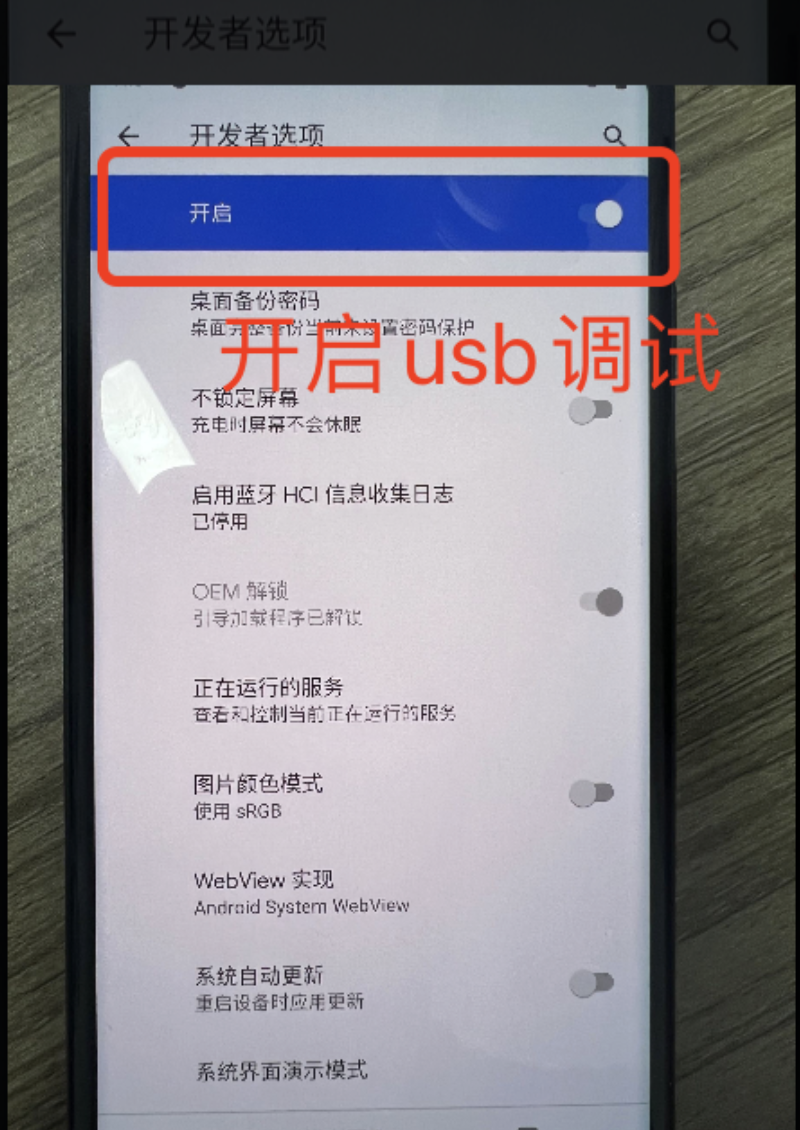 开发者选项
开发者选项
开启
桌面备份密码
桌面完整备份当前未设置密码保护
开启usb调试
不锁定屏幕
充电时屏幕不会休眠
启用蓝牙 HCI 信息收集日志
已停用
OEM 解锁
引导加载程序已解锁
正在运行的服务
查看和控制当前正在运行的服务
图片颜色模式
使用 sRGB
WebView 实现
Android System WebView
系统自动更新
重启设备时应用更新
系统界面演示模式